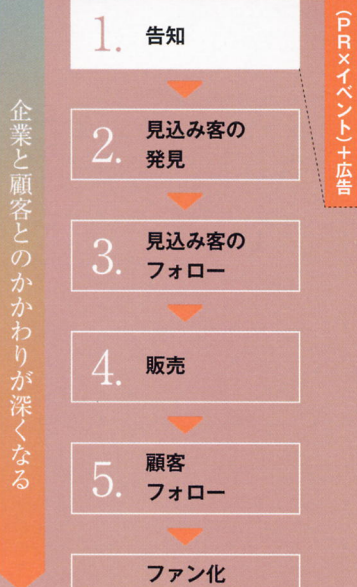 （PR×イベント）＋広告
1. 告知
2. 見込み客の
発見
3. 見込み客の
フォロー
4. 販売
5. 顧客
フォロー
ファン化
企業と顧客とのかかわりが深くなる